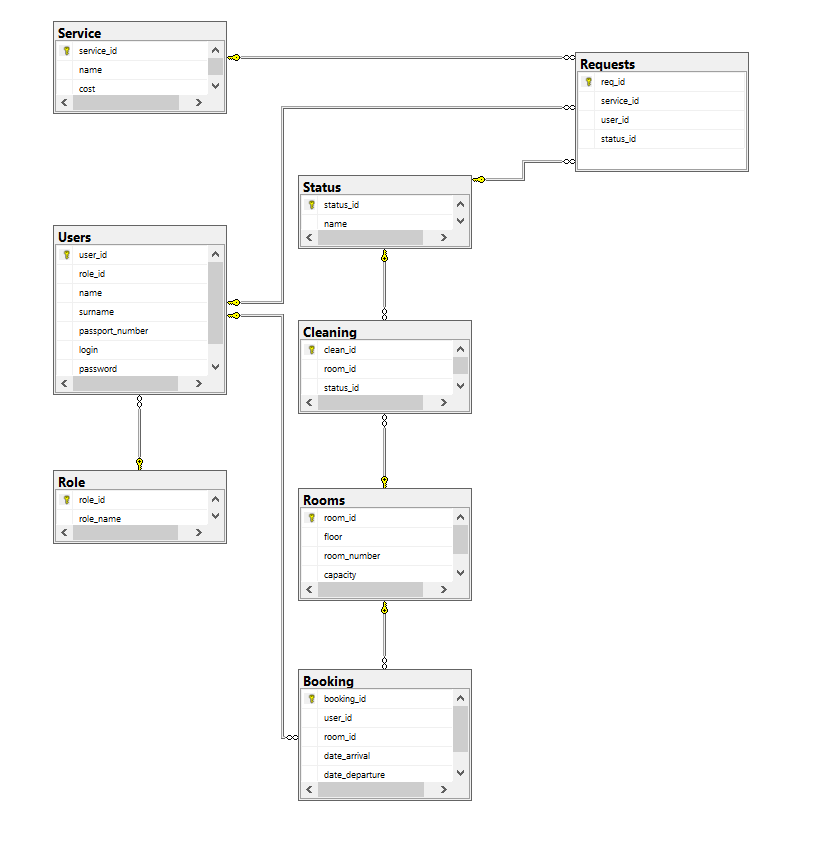 Service
service_id
name
cost
Requests
req_id
service_id
user_id
status_id
Status
status_id
name
Users
user_id
role_id
name
surname
passport_number
login
password
Cleaning
clean_id
room_id
status_id
Role
role_id
role_name
Rooms
room_id
floor
room_number
capacity
Booking
booking_id
user_id
room_id
date_arrival
date_departure